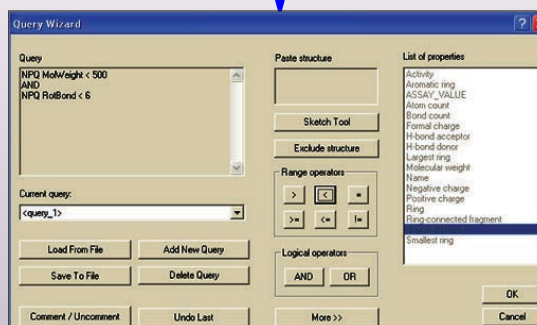 Query Wizard
?
Query
NPQ MolWeight < 500
AND
NPQ RotBond < 6
Current query:
<query_1>
Load From File
Add New Query
Save To File
Delete Query
Comment / Uncomment
Undo Last
Paste structure
Sketch Tool
Exclude structure
Range operators
> < =
>= <= !=
Logical operators
AND OR
More >>
List of properties
Activity
Aromatic ring
ASSAY_VALUE
Atom count
Bond count
Formal charge
H-bond acceptor
H-bond donor
Largest ring
Molecular weight
Name
Negative charge
Positive charge
Ring
Ring-connected fragment
Smallest ring
OK
Cancel